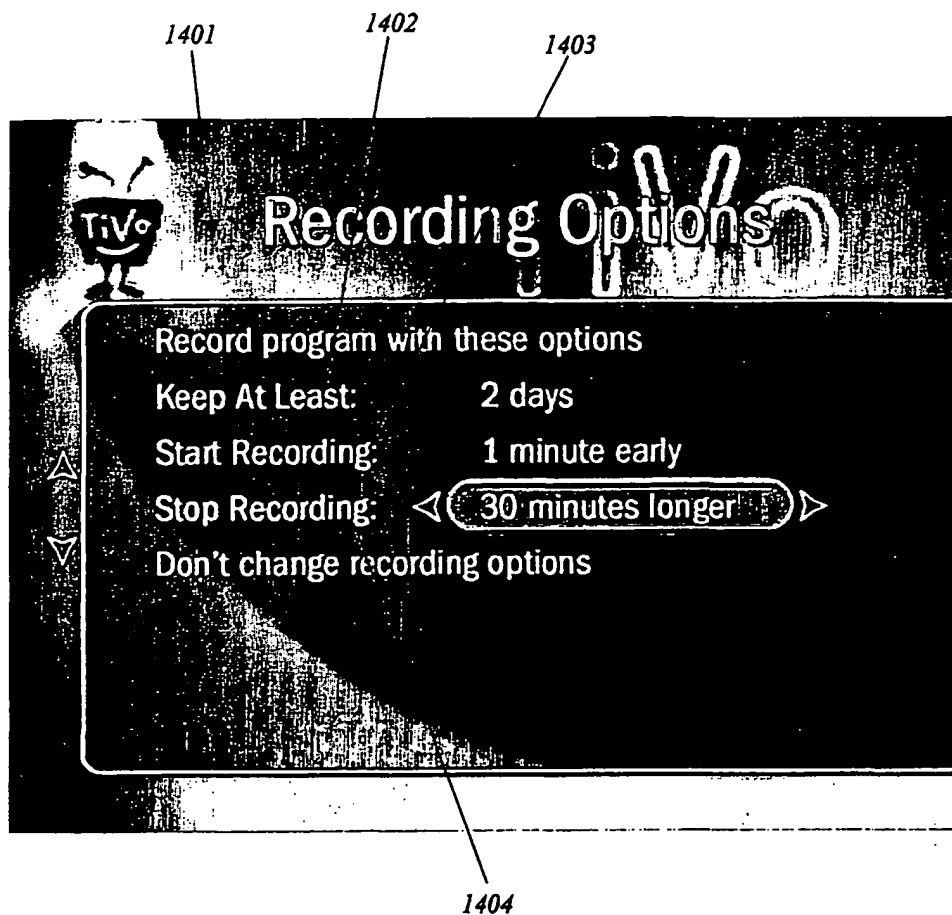 1401 1402 1403
TiVo
TiVo
Recording Options
Record program with these options
Keep At Least: 2 days
Start Recording: 1 minute early
Stop Recording: 30 minutes longer
Don't change recording options
1404